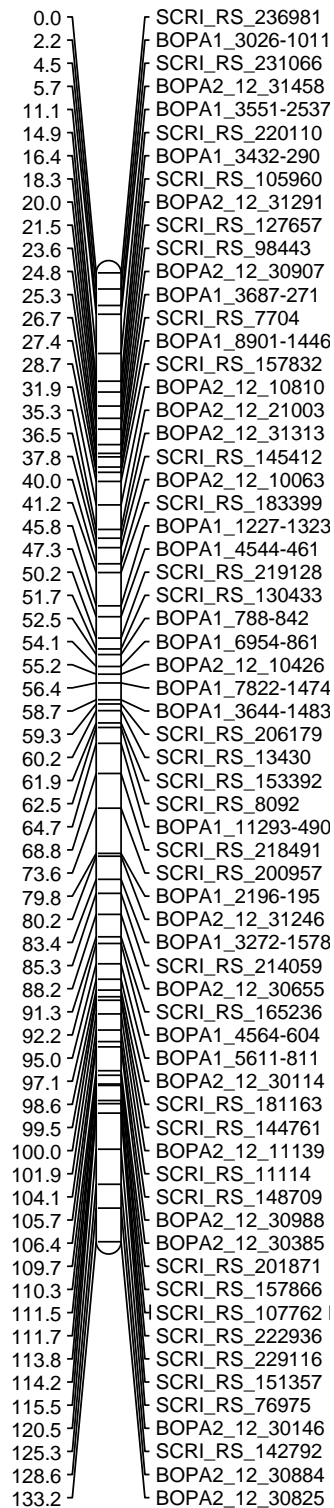 0.0 SCRI_RS_236981
2.2 BOPA1_3026-1011
4.5 SCRI_RS_231066
5.7 BOPA2_12_31458
11.1 BOPA1_3551-2537
14.9 SCRI_RS_220110
16.4 BOPA1_3432-290
18.3 SCRI_RS_105960
20.0 BOPA2_12_31291
21.5 SCRI_RS_127657
23.6 SCRI_RS_98443
24.8 BOPA2_12_30907
25.3 BOPA1_3687-271
26.7 SCRI_RS_7704
27.4 BOPA1_8901-1446
28.7 SCRI_RS_157832
31.9 BOPA2_12_10810
35.3 BOPA2_12_21003
36.5 BOPA2_12_31313
37.8 SCRI_RS_145412
40.0 BOPA2_12_10063
41.2 SCRI_RS_183399
45.8 BOPA1_1227-1323
47.3 BOPA1_4544-461
50.2 SCRI_RS_219128
51.7 SCRI_RS_130433
52.5 BOPA1_788-842
54.1 BOPA1_6954-861
55.2 BOPA2_12_10426
56.4 BOPA1_7822-1474
58.7 BOPA1_3644-1483
59.3 SCRI_RS_206179
60.2 SCRI_RS_13430
61.9 SCRI_RS_153392
62.5 SCRI_RS_8092
64.7 BOPA1_11293-490
68.8 SCRI_RS_218491
73.6 SCRI_RS_200957
79.8 BOPA1_2196-195
80.2 BOPA2_12_31246
83.4 BOPA1_3272-1578
85.3 SCRI_RS_214059
88.2 BOPA2_12_30655
91.3 SCRI_RS_165236
92.2 BOPA1_4564-604
95.0 BOPA1_5611-811
97.1 BOPA2_12_30114
98.6 SCRI_RS_181163
99.5 SCRI_RS_144761
100.0 BOPA2_12_11139
101.9 SCRI_RS_11114
104.1 SCRI_RS_148709
105.7 BOPA2_12_30988
106.4 BOPA2_12_30385
109.7 SCRI_RS_201871
110.3 SCRI_RS_157866
111.5 SCRI_RS_107762
111.7 SCRI_RS_222936
113.8 SCRI_RS_229116
114.2 SCRI_RS_151357
115.5 SCRI_RS_76975
120.5 BOPA2_12_30146
125.3 SCRI_RS_142792
128.6 BOPA2_12_30884
133.2 BOPA2_12_30825